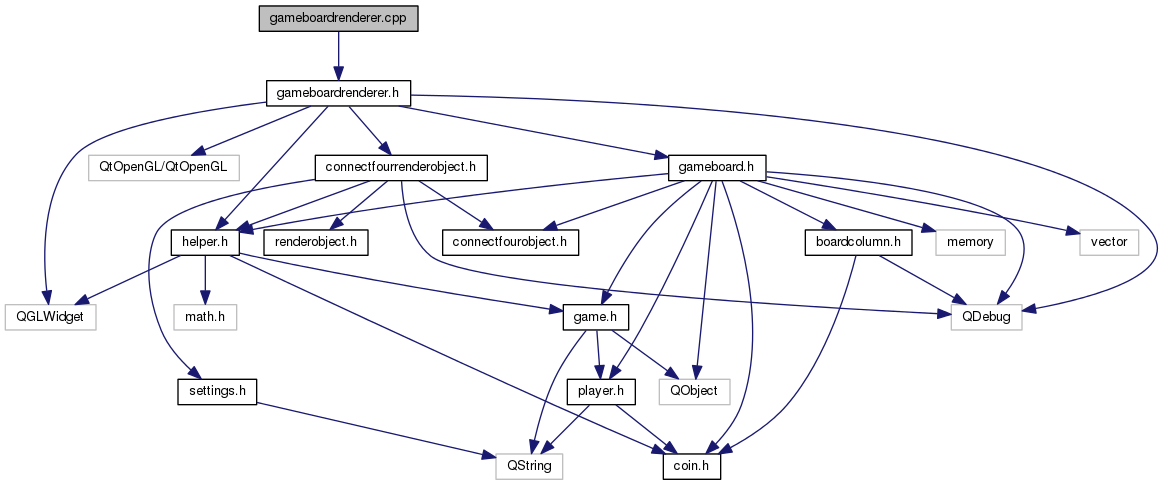 gameboardrenderer.cpp
gameboardrenderer.h
QtOpenGL/QtOpenGL
connectfourrenderobject.h
gameboard.h
helper.h
renderobject.h
connectfourobject.h
boardcolumn.h
memory
vector
QGLWidget
math.h
game.h
QDebug
settings.h
player.h
QObject
QString
coin.h